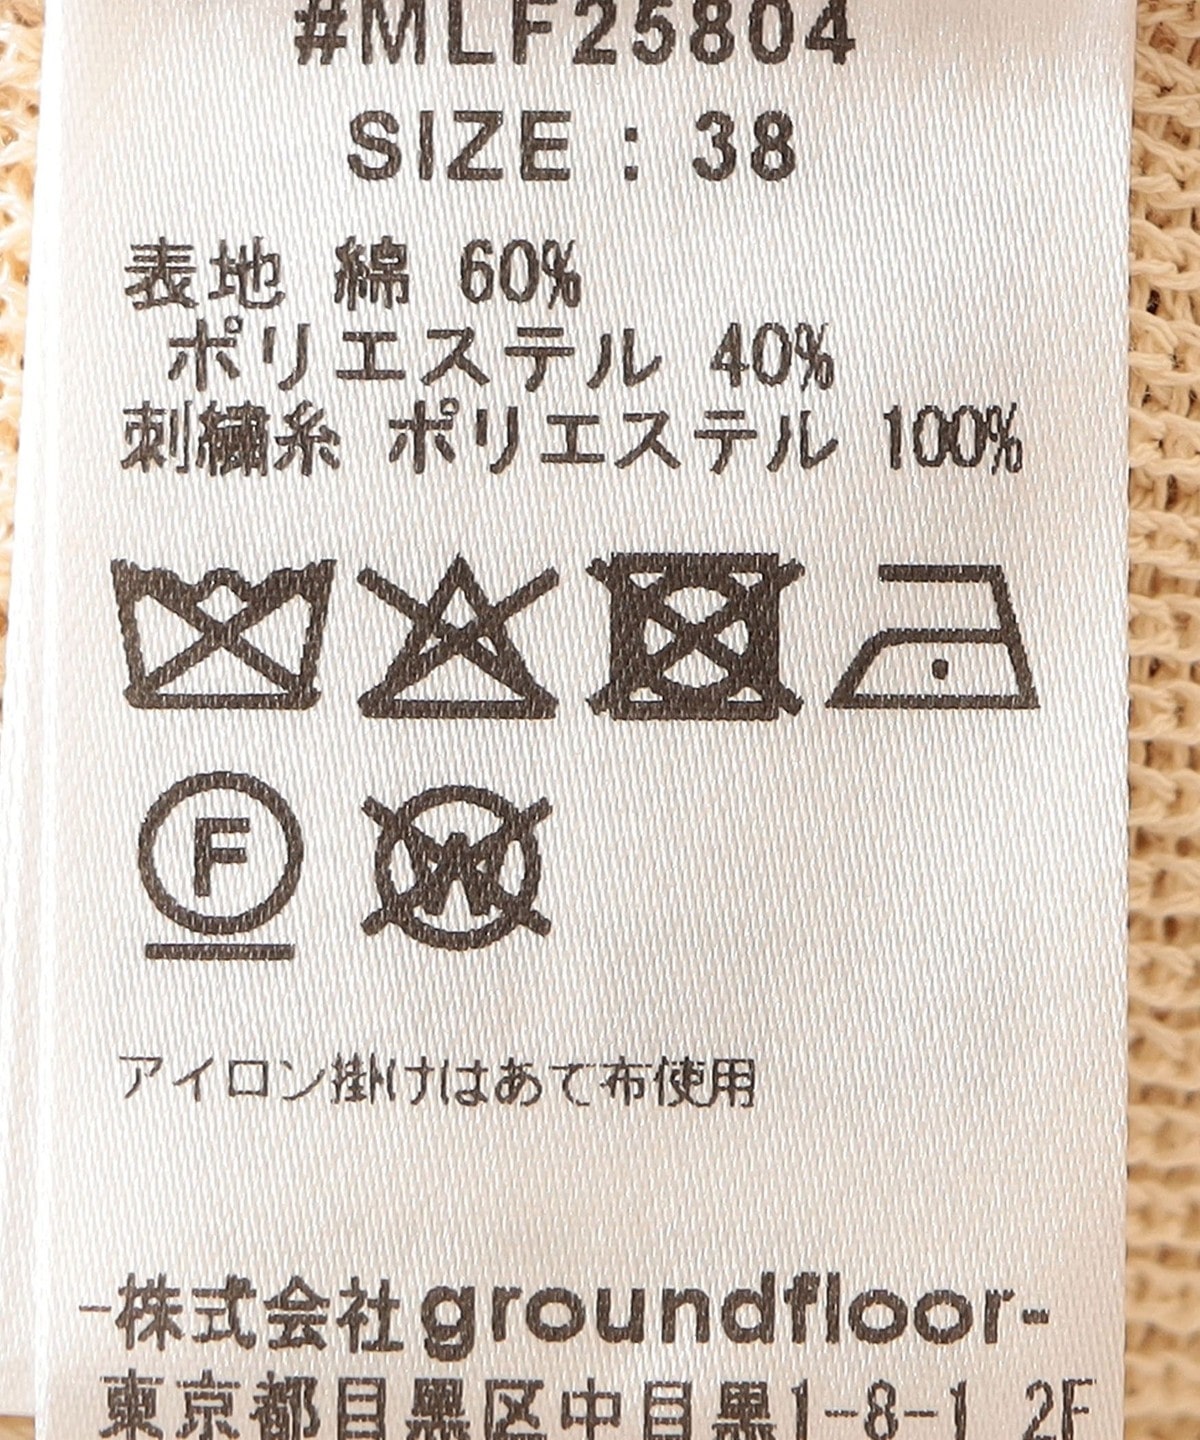 #MLF25804
SIZE : 38
表地 綿 60%
ポリエステル 40%
刺繍糸 ポリエステル 100%
F
W
アイロン掛けはあて布使用
-株式会社groundfloor-
東京都目黒区中目黒1-8-1 2F